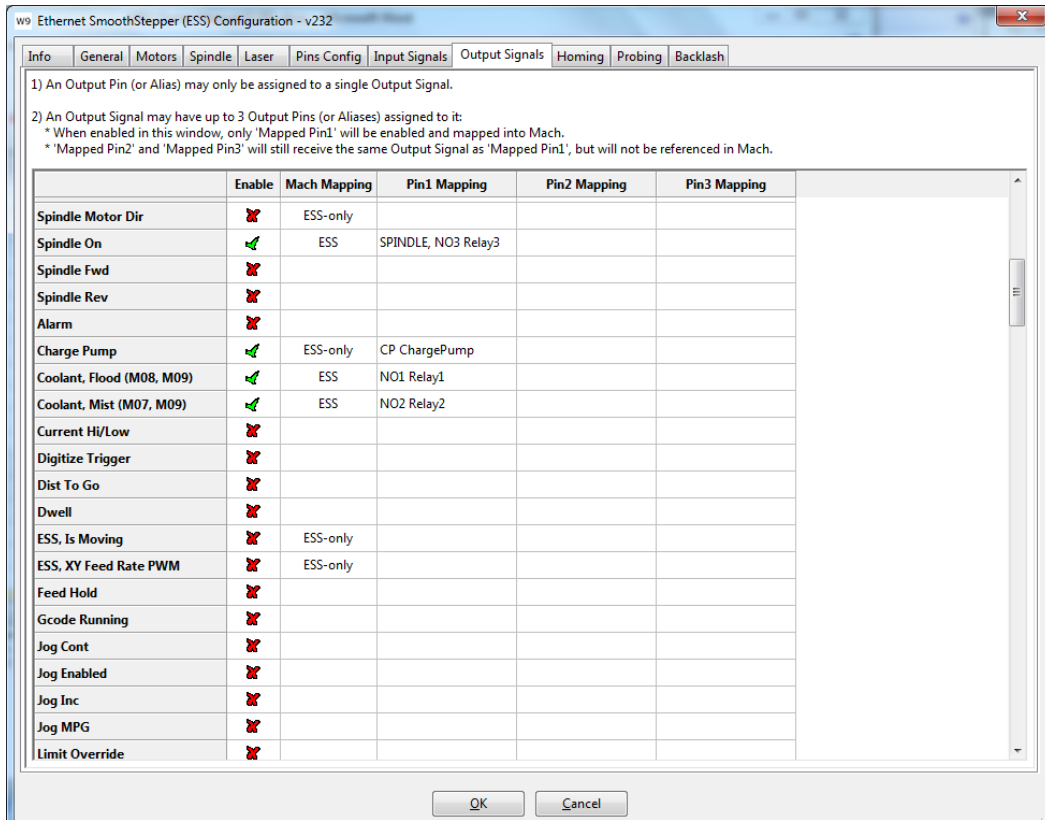 W9 Ethernet SmoothStepper (ESS) Configuration - v232
Info General Motors Spindle Laser Pins Config Input Signals Output Signals Homing Probing Backlash
1) An Output Pin (or Alias) may only be assigned to a single Output Signal.
2) An Output Signal may have up to 3 Output Pins (or Aliases) assigned to it:
* When enabled in this window, only 'Mapped Pin1' will be enabled and mapped into Mach.
* 'Mapped Pin2' and 'Mapped Pin3' will still receive the same Output Signal as 'Mapped Pin1', but will not be referenced in Mach.
Enable Mach Mapping Pin1 Mapping Pin2 Mapping Pin3 Mapping
Spindle Motor Dir ESS-only
Spindle On ESS SPINDLE, NO3 Relay3
Spindle Fwd
Spindle Rev
Alarm
Charge Pump ESS-only CP ChargePump
Coolant, Flood (M08, M09) ESS NO1 Relay1
Coolant, Mist (M07, M09) ESS NO2 Relay2
Current Hi/Low
Digitize Trigger
Dist To Go
Dwell
ESS, Is Moving ESS-only
ESS, XY Feed Rate PWM ESS-only
Feed Hold
Gcode Running
Jog Cont
Jog Enabled
Jog Inc
Jog MPG
Limit Override
OK Cancel